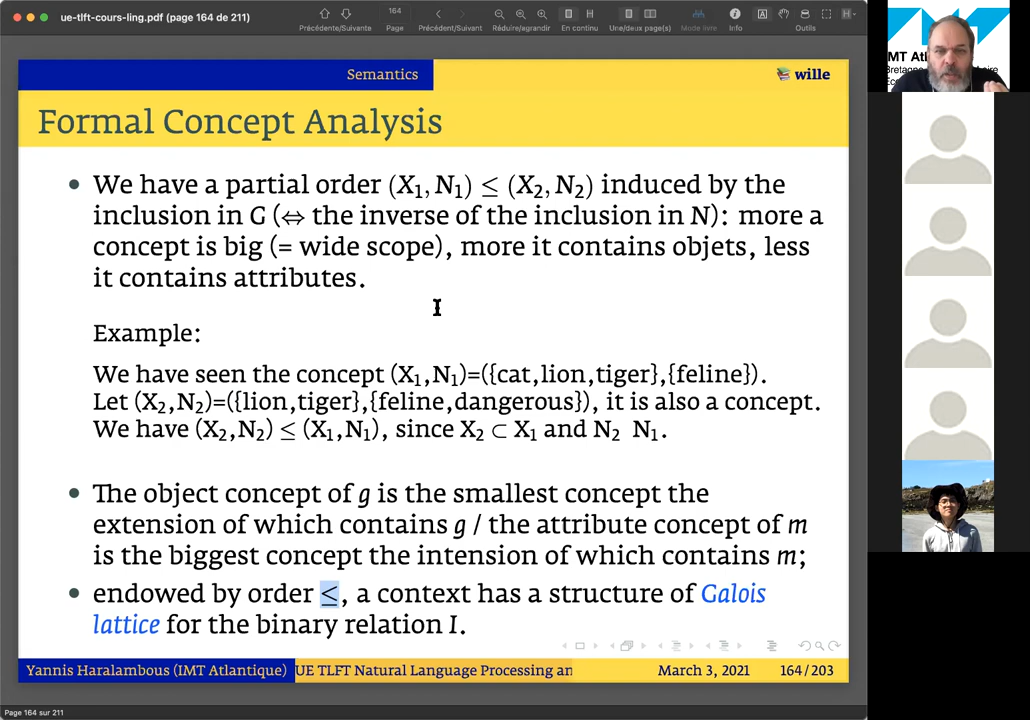 ue-tlft-cours-ling.pdf (page 164 de 211)
164
Précédente/Suivante Page Précédent/Suivant Réduire/agrandir En continu Une/deux page(s) Mode livre Info Outils
Semantics
wille
Formal Concept Analysis
• We have a partial order (X₁, N₁) ≤ (X₂, N₂) induced by the
inclusion in G (⇔ the inverse of the inclusion in N): more a
concept is big (= wide scope), more it contains objets, less
it contains attributes.
Example:
We have seen the concept (X₁,N₁)=({cat,lion,tiger},{feline}).
Let (X₂,N₂)=({lion,tiger},{feline,dangerous}), it is also a concept.
We have (X₂,N₂) ≤ (X₁,N₁), since X₂ ⊂ X₁ and N₂ N₁.
• The object concept of g is the smallest concept the
extension of which contains g / the attribute concept of m
is the biggest concept the intension of which contains m;
• endowed by order ≤, a context has a structure of Galois
lattice for the binary relation I.
Yannis Haralambous (IMT Atlantique) UE TLFT Natural Language Processing an March 3, 2021 164/203
Page 164 sur 211
IMT Atl
Bretagne